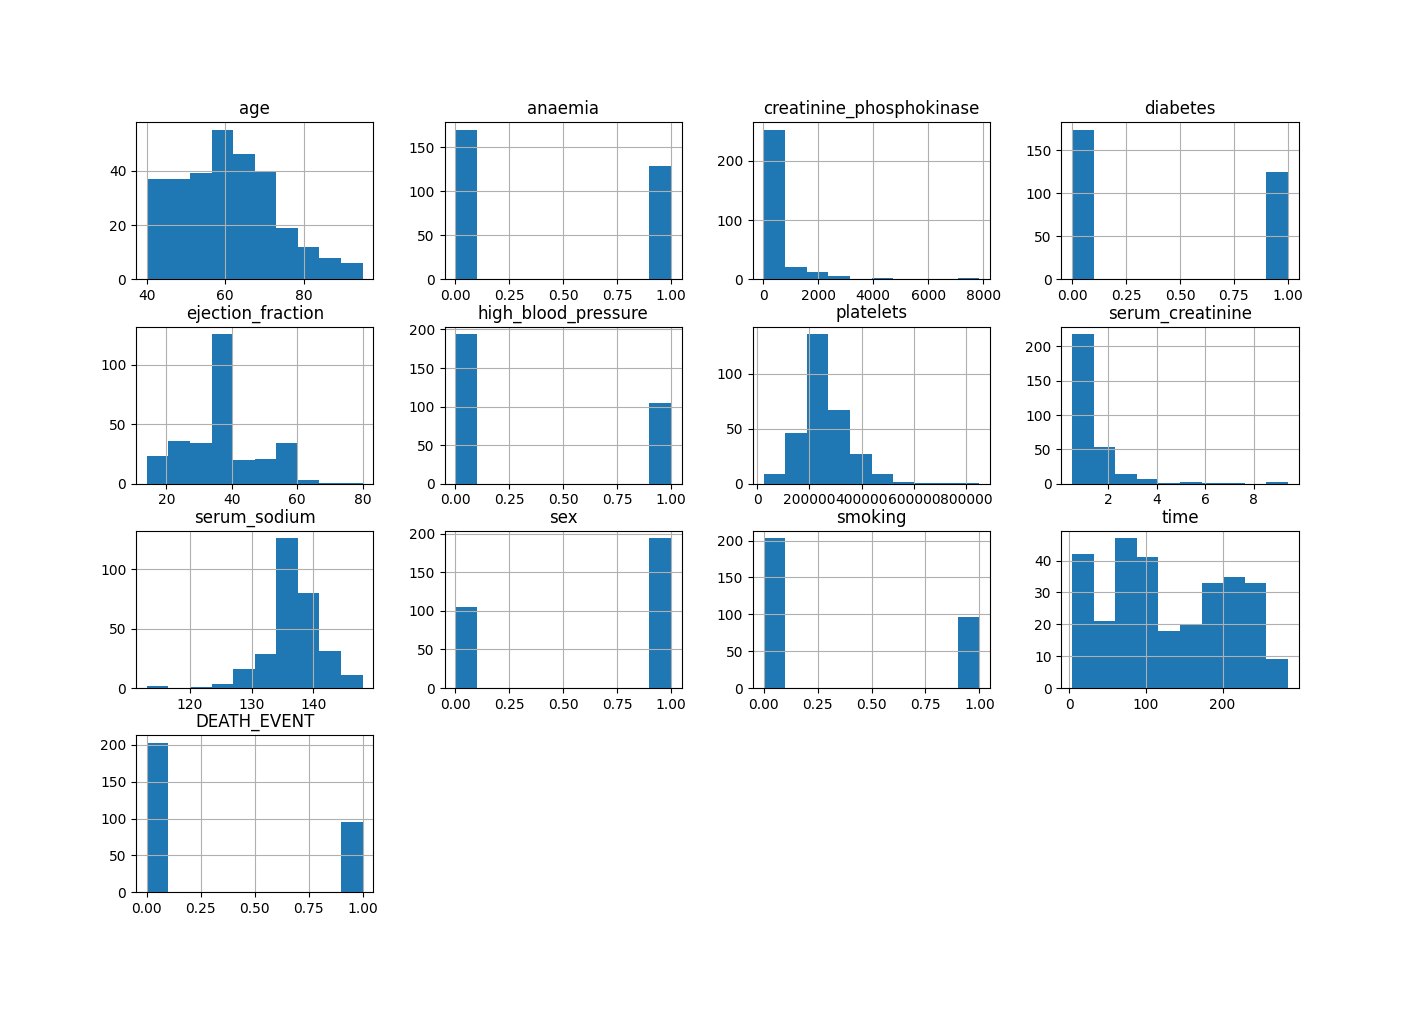 age
40
20
0
40 60 80
anaemia
150
100
50
0
0.00 0.25 0.50 0.75 1.00
creatinine_phosphokinase
200
100
0
0 2000 4000 6000 8000
diabetes
150
100
50
0
0.00 0.25 0.50 0.75 1.00
ejection_fraction
100
50
0
20 40 60 80
high_blood_pressure
200
150
100
50
0
0.00 0.25 0.50 0.75 1.00
platelets
100
50
0
0 200000 400000 600000 800000
serum_creatinine
200
150
100
50
0
2 4 6 8
serum_sodium
100
50
0
120 130 140
sex
200
150
100
50
0
0.00 0.25 0.50 0.75 1.00
smoking
200
150
100
50
0
0.00 0.25 0.50 0.75 1.00
time
40
30
20
10
0
0 100 200
DEATH_EVENT
200
150
100
50
0
0.00 0.25 0.50 0.75 1.00